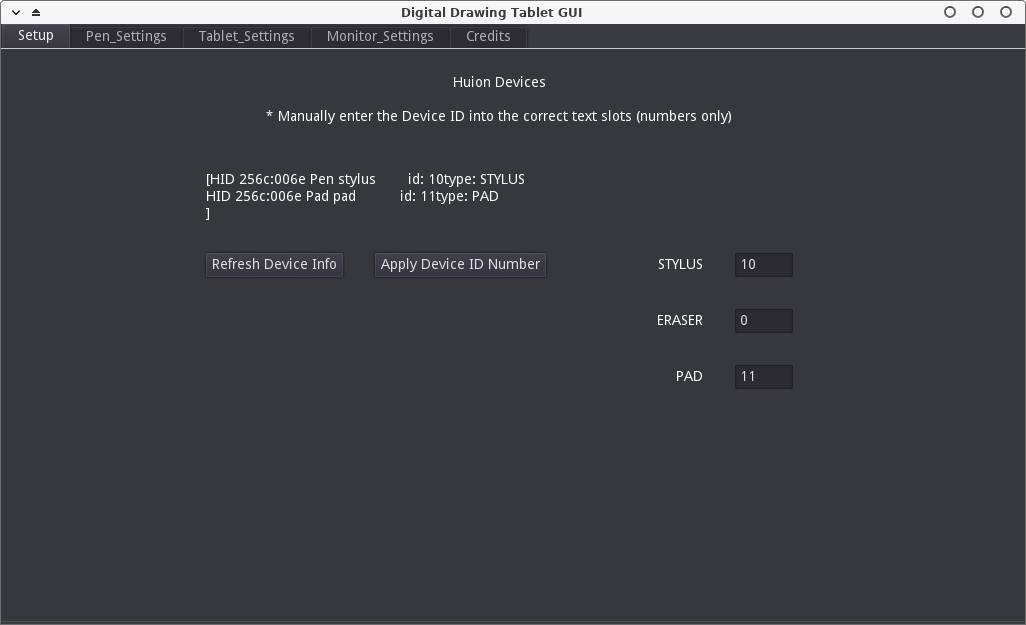 Digital Drawing Tablet GUI
Setup Pen_Settings Tablet_Settings Monitor_Settings Credits
Huion Devices
* Manually enter the Device ID into the correct text slots (numbers only)
[HID 256c:006e Pen stylus id: 10type: STYLUS
HID 256c:006e Pad pad id: 11type: PAD
]
Refresh Device Info Apply Device ID Number STYLUS 10
ERASER 0
PAD 11